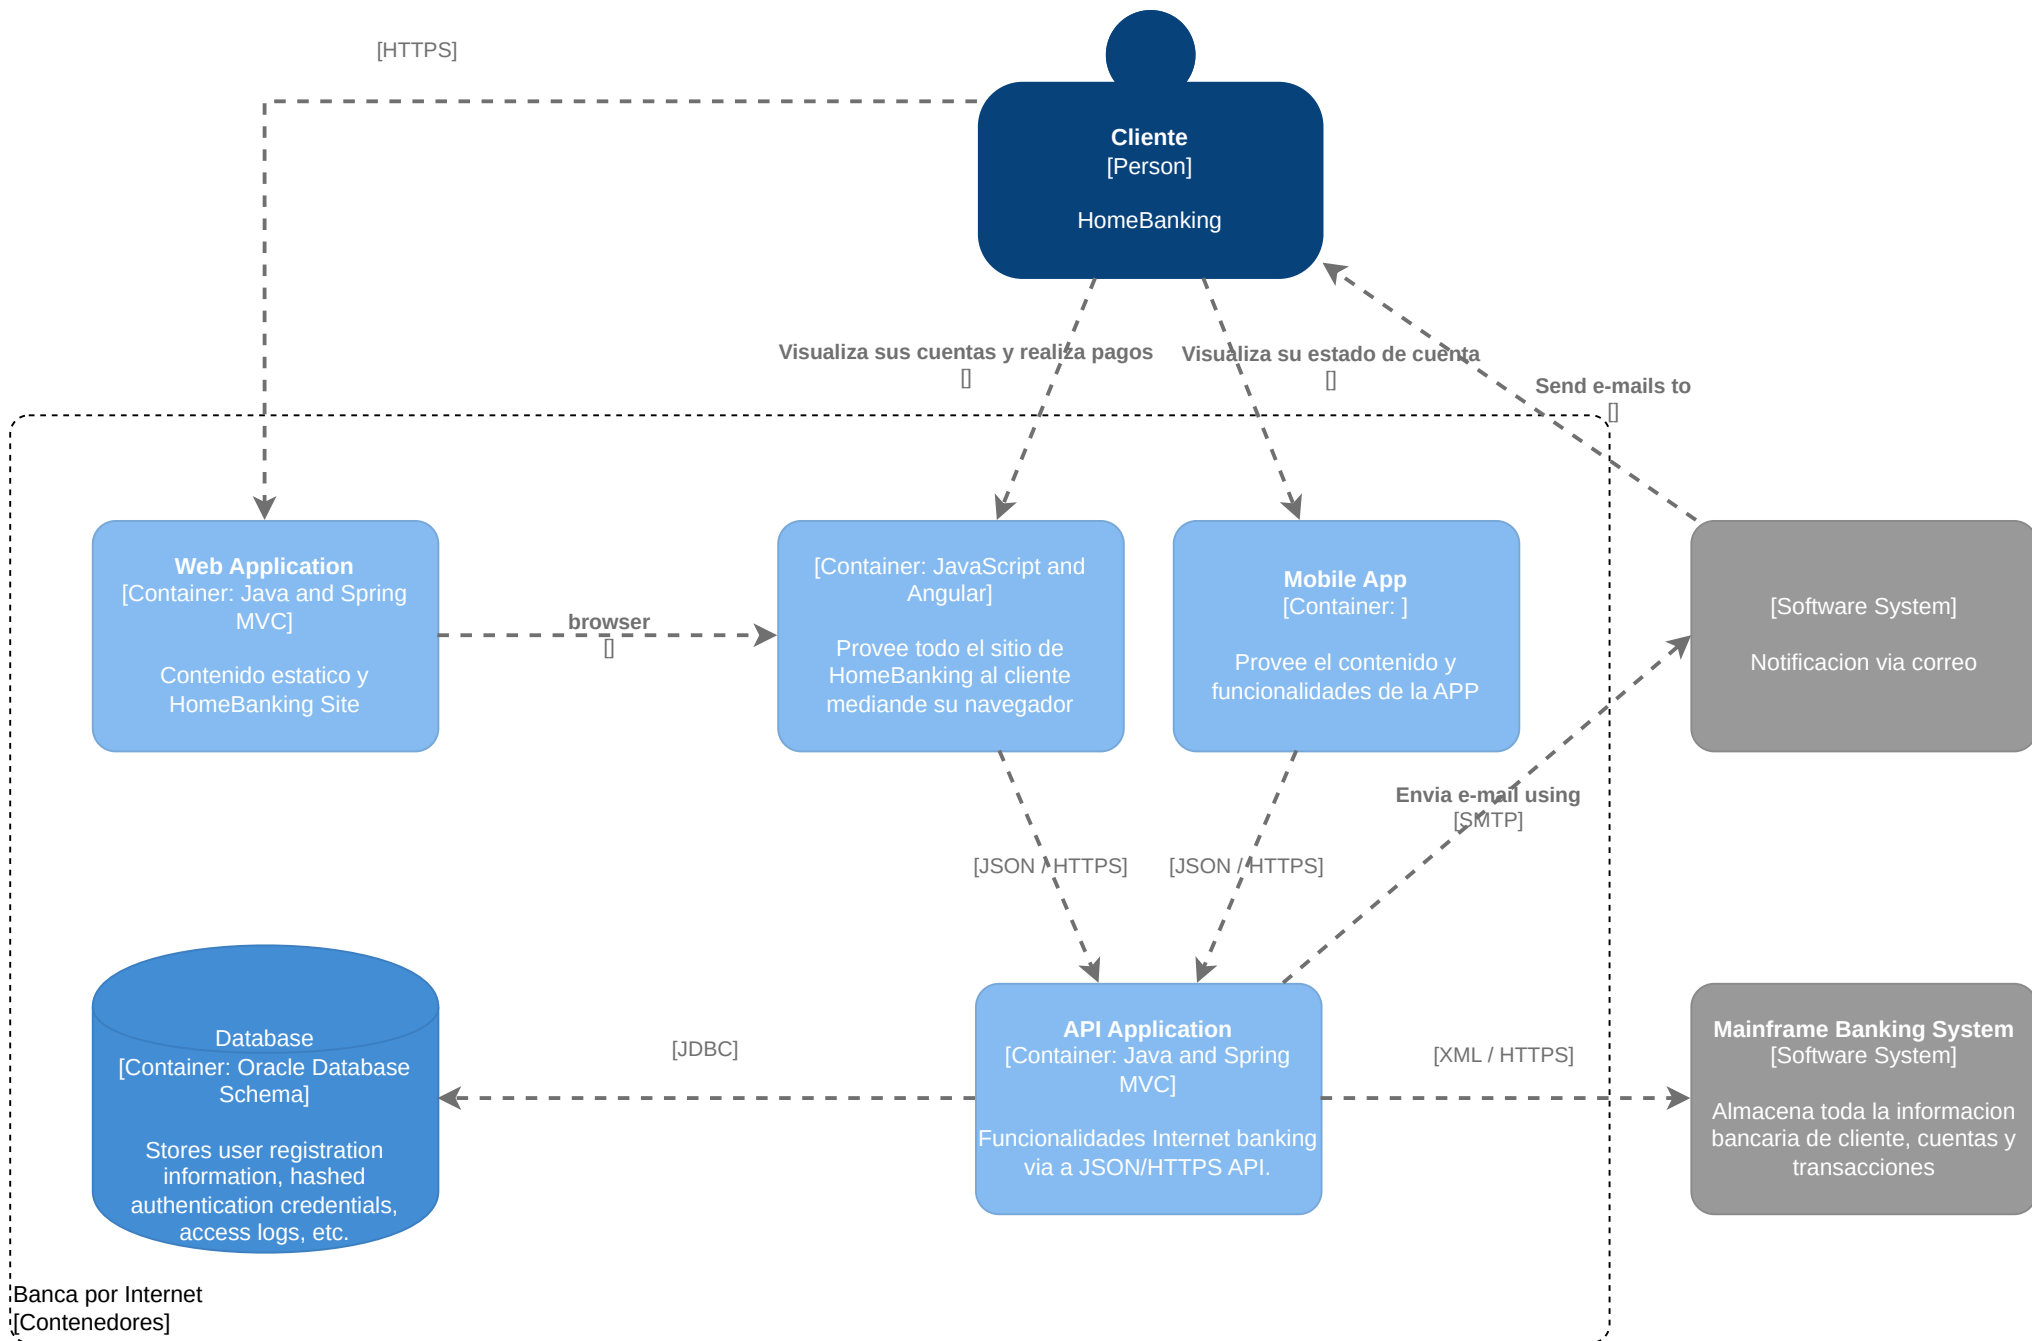 [HTTPS]
Cliente
[Person]
HomeBanking
Visualiza sus cuentas y realiza pagos
[]
Visualiza su estado de cuenta
[]
Send e-mails to
[]
Web Application
[Container: Java and Spring
MVC]
Contenido estatico y
HomeBanking Site
browser
[]
[Container: JavaScript and
Angular]
Provee todo el sitio de
HomeBanking al cliente
mediande su navegador
Mobile App
[Container: ]
Provee el contenido y
funcionalidades de la APP
[Software System]
Notificacion via correo
Envia e-mail using
[SMTP]
[JSON / HTTPS]
[JSON / HTTPS]
Database
[Container: Oracle Database
Schema]
Stores user registration
information, hashed
authentication credentials,
access logs, etc.
[JDBC]
API Application
[Container: Java and Spring
MVC]
Funcionalidades Internet banking
via a JSON/HTTPS API.
[XML / HTTPS]
Mainframe Banking System
[Software System]
Almacena toda la informacion
bancaria de cliente, cuentas y
transacciones
Banca por Internet
[Contenedores]